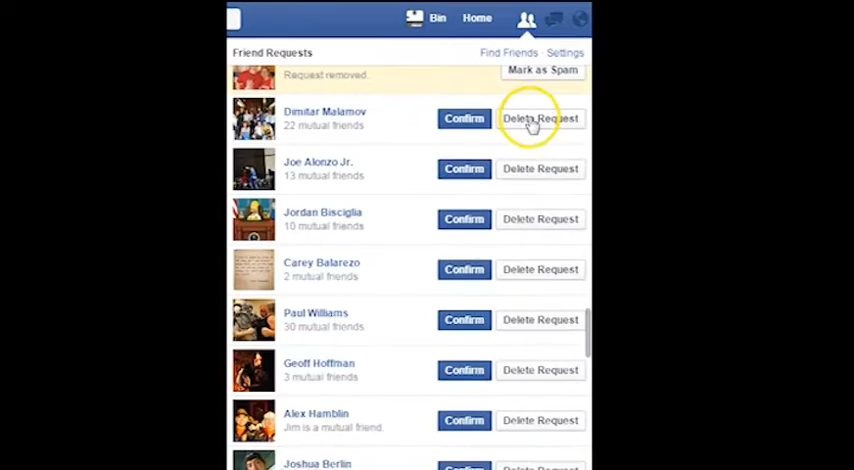 Bin Home
Friend Requests Find Friends · Settings
Request removed. Mark as Spam
Dimitar Malamov
22 mutual friends
Confirm Delete Request
Joe Alonzo Jr.
13 mutual friends
Confirm Delete Request
Jordan Bisciglia
10 mutual friends
Confirm Delete Request
Carey Balarezo
2 mutual friends
Confirm Delete Request
Paul Williams
30 mutual friends
Confirm Delete Request
Geoff Hoffman
3 mutual friends
Confirm Delete Request
Alex Hamblin
Jim is a mutual friend.
Confirm Delete Request
Joshua Berlin